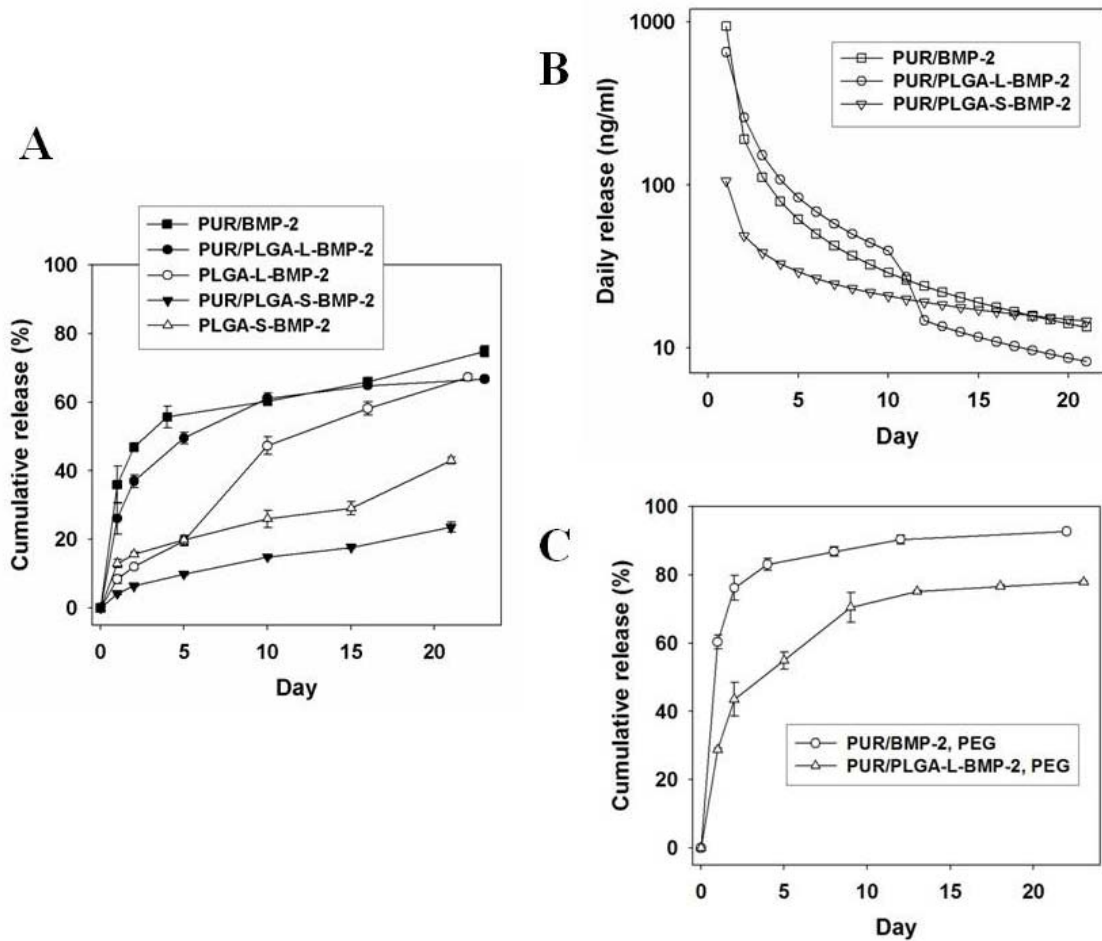 A
PUR/BMP-2
PUR/PLGA-L-BMP-2
PLGA-L-BMP-2
PUR/PLGA-S-BMP-2
PLGA-S-BMP-2
100
80
60
40
20
0
Cumulative release (%)
0 5 10 15 20
Day
B
PUR/BMP-2
PUR/PLGA-L-BMP-2
PUR/PLGA-S-BMP-2
1000
100
10
Daily release (ng/ml)
0 5 10 15 20
Day
C
100
80
60
40
20
0
Cumulative release (%)
PUR/BMP-2, PEG
PUR/PLGA-L-BMP-2, PEG
0 5 10 15 20
Day